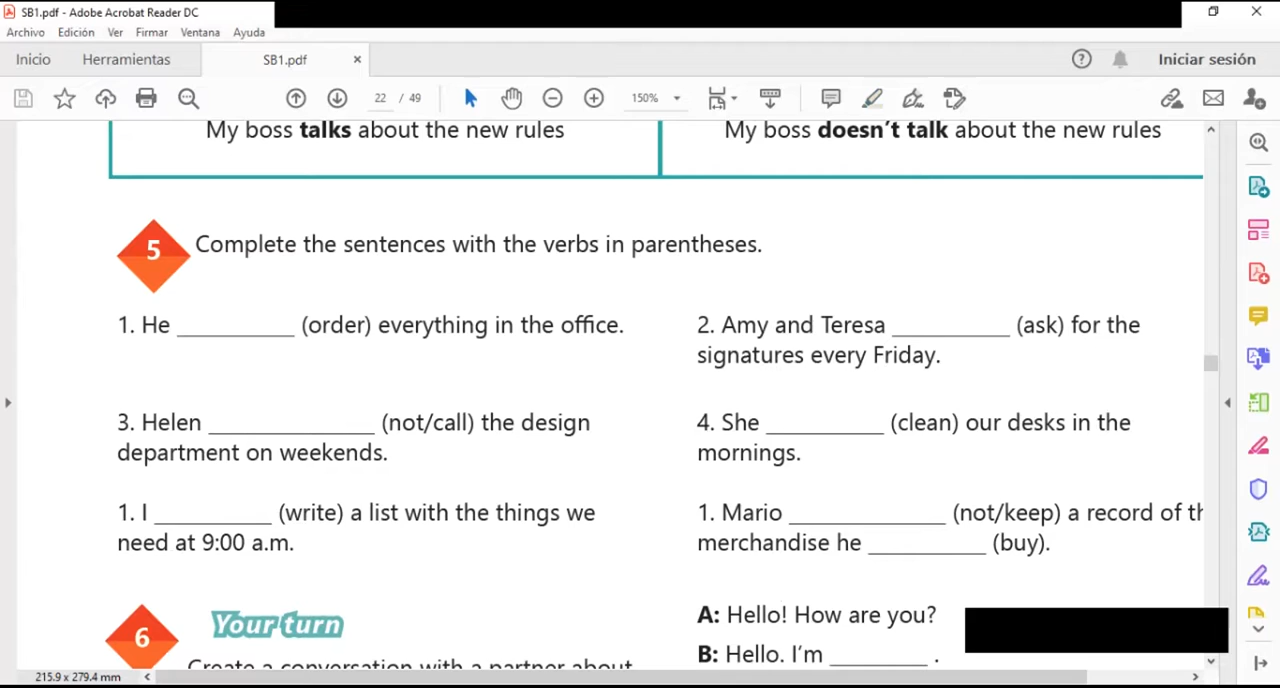 SB1.pdf - Adobe Acrobat Reader DC
Archivo Edición Ver Firmar Ventana Ayuda
Inicio Herramientas SB1.pdf × Iniciar sesión
22 / 49 150%
My boss talks about the new rules
My boss doesn't talk about the new rules
5 Complete the sentences with the verbs in parentheses.
1. He __________ (order) everything in the office.
2. Amy and Teresa __________ (ask) for the
signatures every Friday.
3. Helen ______________ (not/call) the design
department on weekends.
4. She __________ (clean) our desks in the
mornings.
1. I __________ (write) a list with the things we
need at 9:00 a.m.
1. Mario _____________ (not/keep) a record of th
merchandise he __________ (buy).
6 Your turn
Create a conversation with a partner about
A: Hello! How are you?
B: Hello. I'm ________ .
215.9 x 279.4 mm